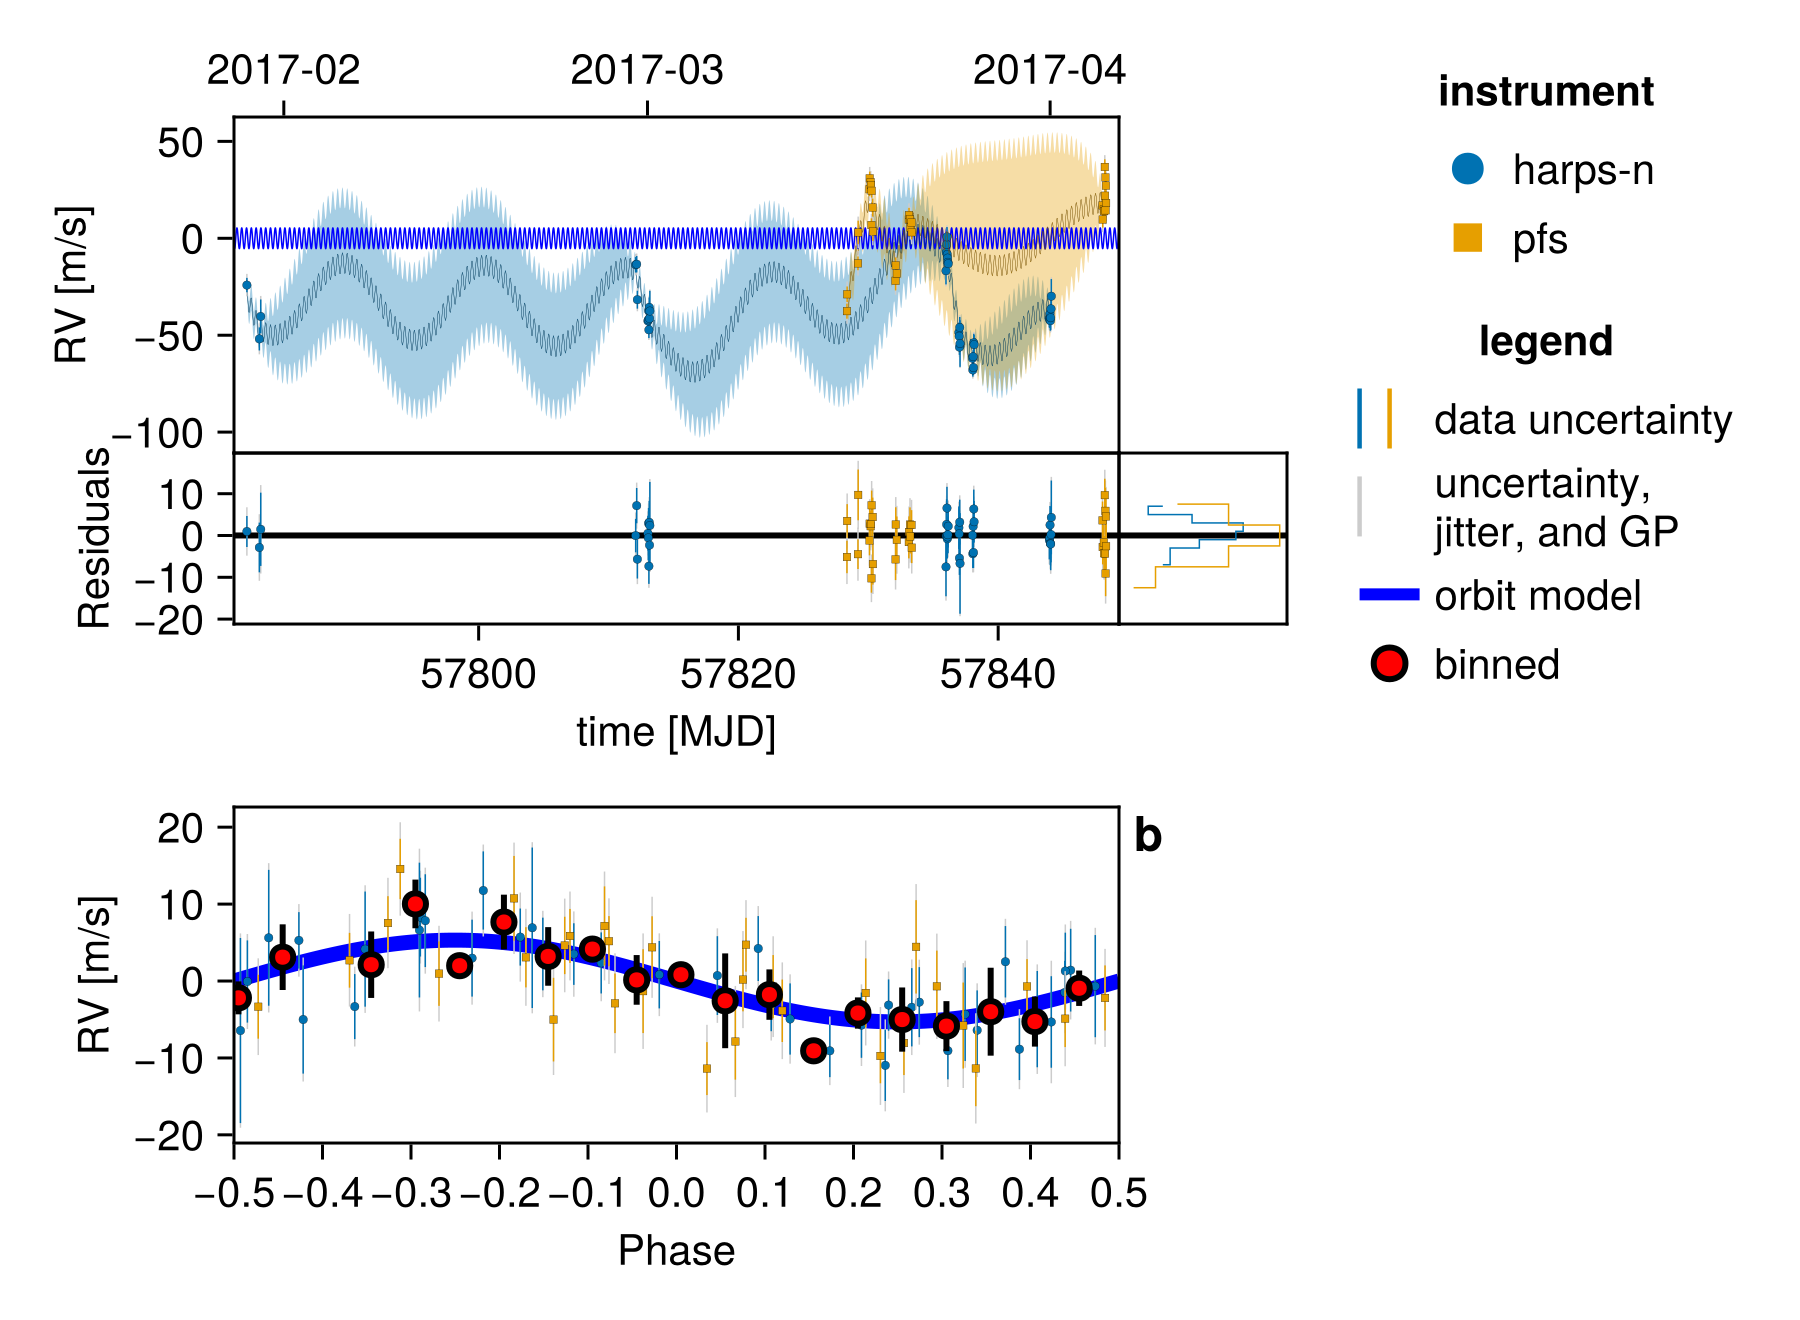 2017-02 2017-03 2017-04
50
0
−50
−100
RV [m/s]
10
0
−10
−20
Residuals
57800 57820 57840
time [MJD]
instrument
harps-n
pfs
legend
data uncertainty
uncertainty,
jitter, and GP
orbit model
binned
b
20
10
0
−10
−20
RV [m/s]
−0.5 −0.4 −0.3 −0.2 −0.1 0.0 0.1 0.2 0.3 0.4 0.5
Phase